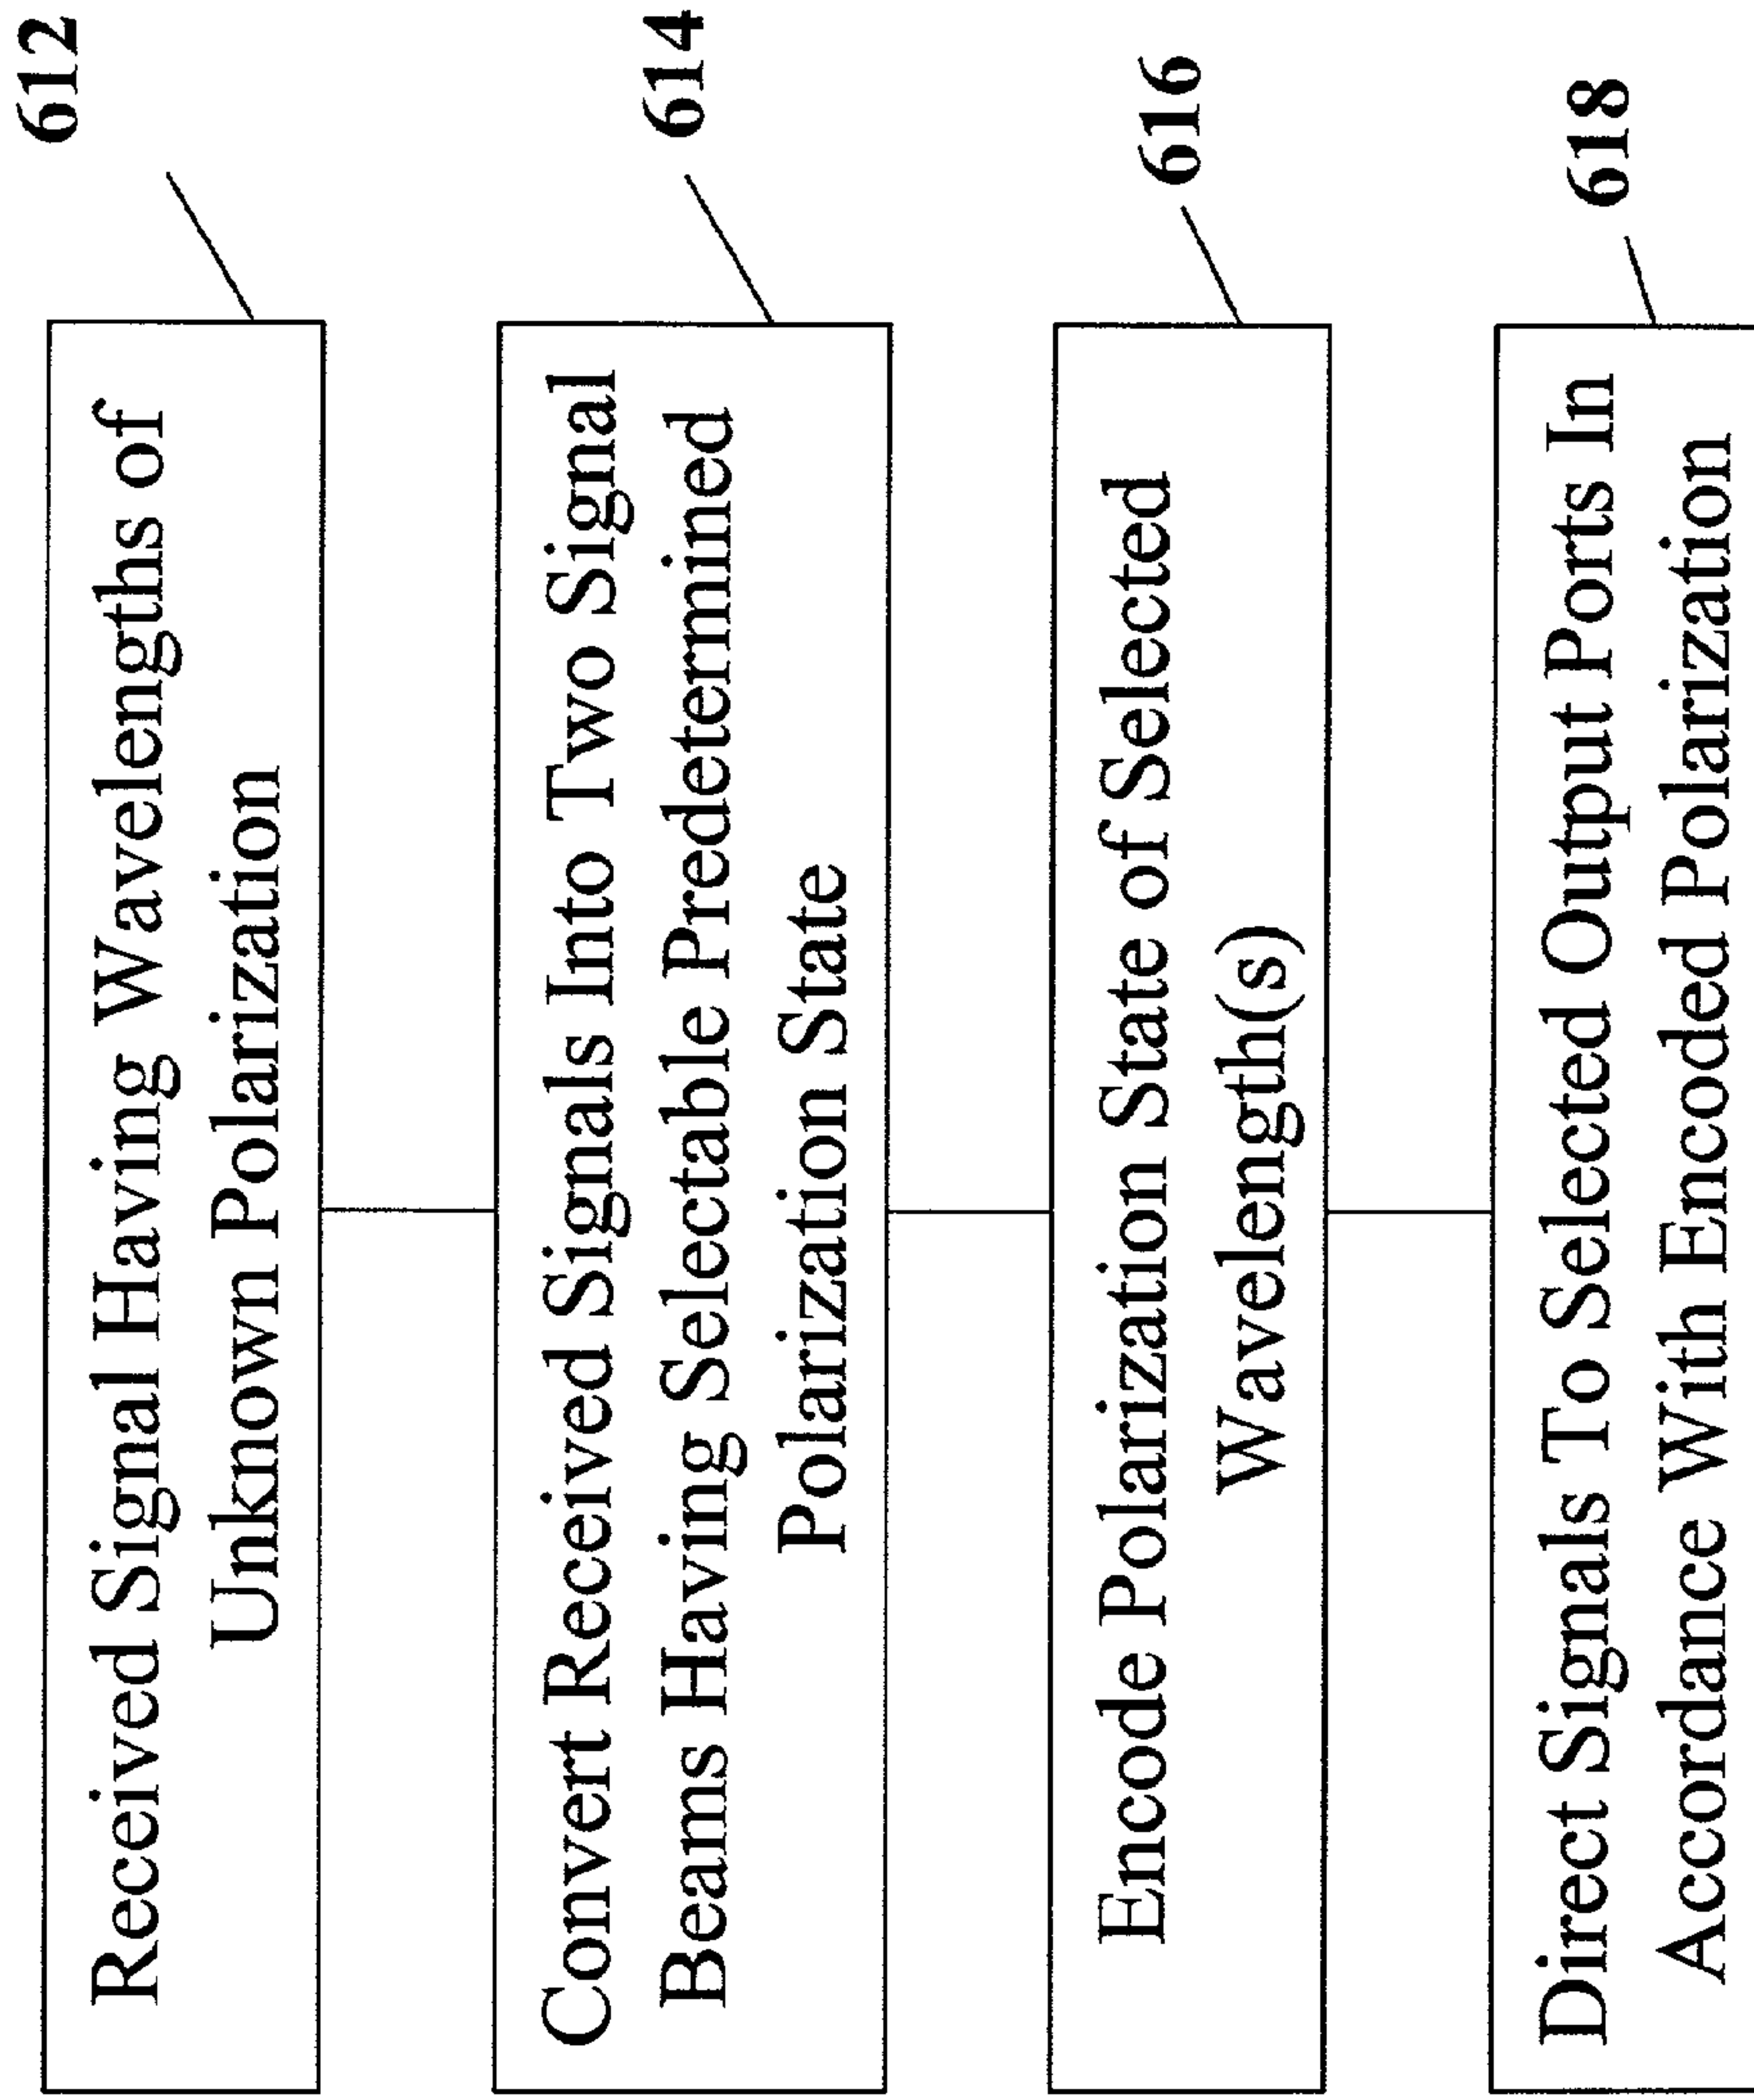 612
Received Signal Having Wavelengths of
Unknown Polarization
614
Convert Received Signals Into Two Signal
Beams Having Selectable Predetermined
Polarization State
616
Encode Polarization State of Selected
Wavelength(s)
618
Direct Signals To Selected Output Ports In
Accordance With Encoded Polarization